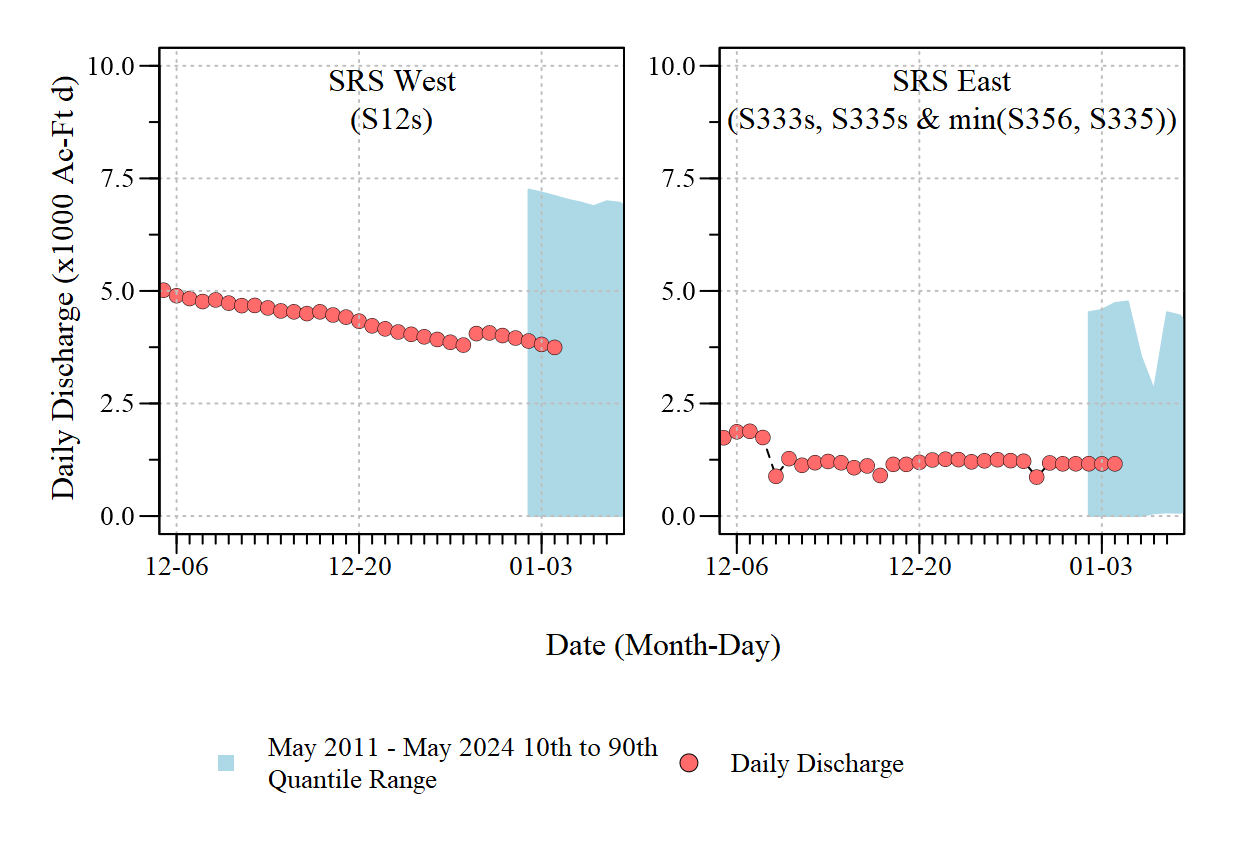 SRS West
(S12s)
SRS East
(S333s, S335s & min(S356, S335))
Daily Discharge (x1000 Ac-Ft d)
10.0
7.5
5.0
2.5
0.0
12-06
12-20
01-03
10.0
7.5
5.0
2.5
0.0
12-06
12-20
01-03
Date (Month-Day)
May 2011 - May 2024 10th to 90th
Quantile Range
Daily Discharge